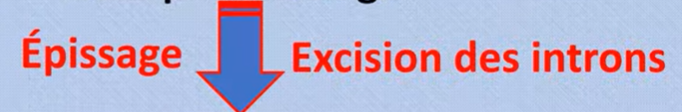 Épissage Excision des introns